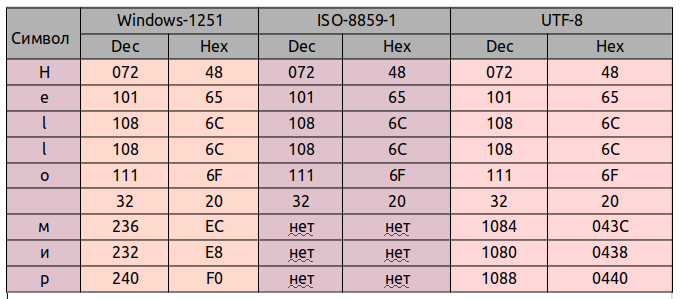 Символ Windows-1251 ISO-8859-1 UTF-8
Dec Hex Dec Hex Dec Hex
H 072 48 072 48 072 48
e 101 65 101 65 101 65
l 108 6C 108 6C 108 6C
l 108 6C 108 6C 108 6C
o 111 6F 111 6F 111 6F
32 20 32 20 32 20
м 236 EC нет нет 1084 043C
и 232 E8 нет нет 1080 0438
р 240 F0 нет нет 1088 0440